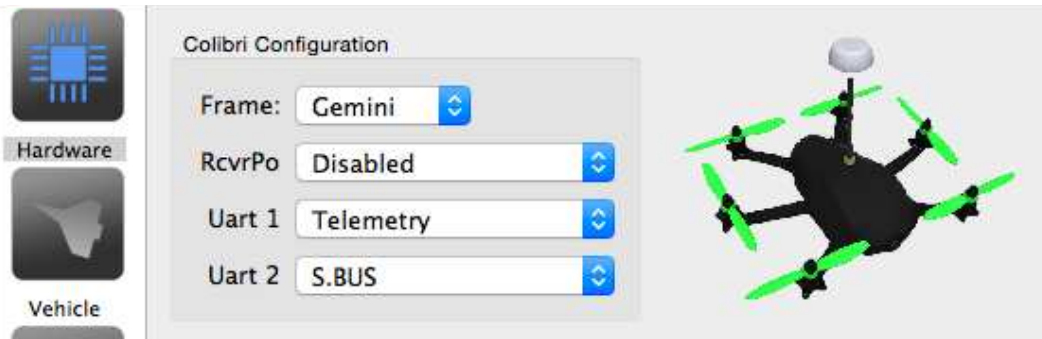 Colibri Configuration
Frame: Gemini
Hardware
RcvrPo Disabled
Uart 1 Telemetry
Uart 2 S.BUS
Vehicle